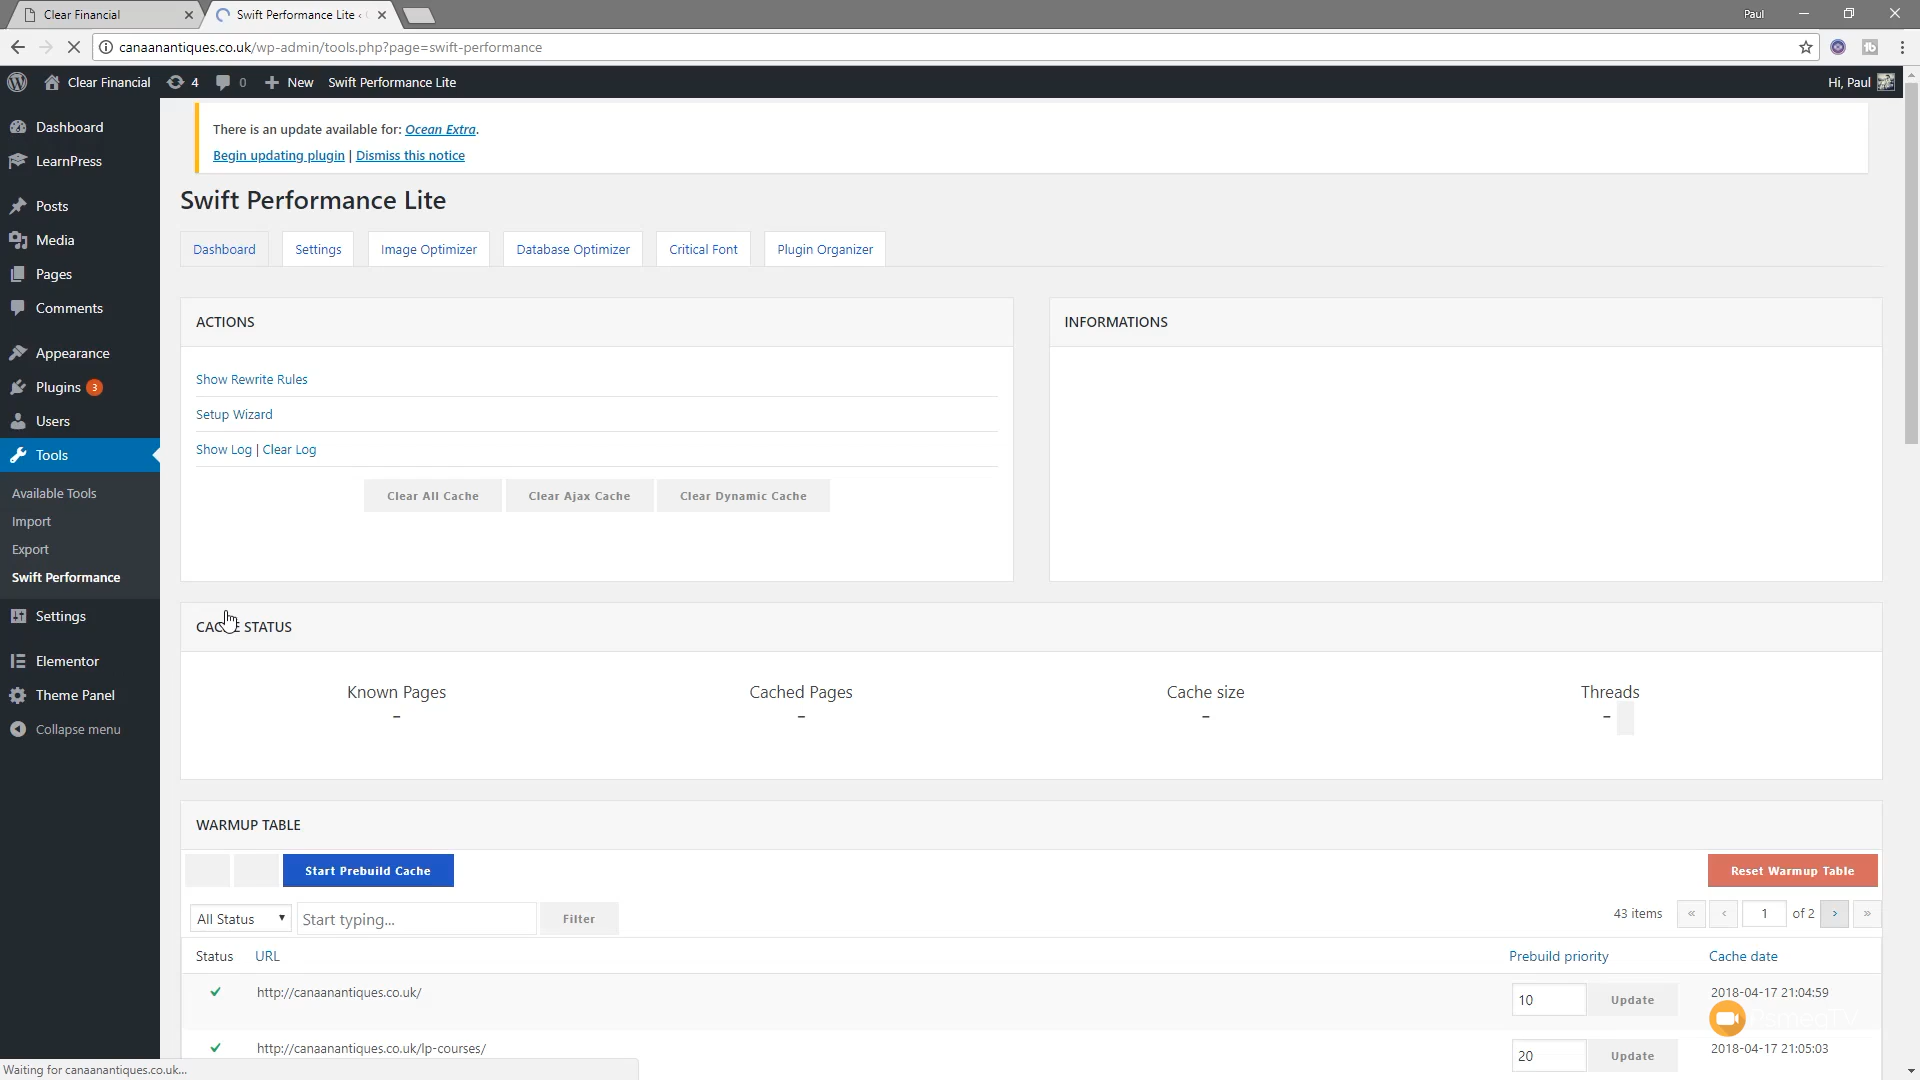 Clear Financial
Swift Performance Lite ‹
Paul
canaanantiques.co.uk/wp-admin/tools.php?page=swift-performance
Clear Financial
4
0
New
Swift Performance Lite
Hi, Paul
Dashboard
LearnPress
Posts
Media
Pages
Comments
Appearance
Plugins 3
Users
Tools
Available Tools
Import
Export
Swift Performance
Settings
Elementor
Theme Panel
Collapse menu
There is an update available for: Ocean Extra.
Begin updating plugin | Dismiss this notice
Swift Performance Lite
Dashboard
Settings
Image Optimizer
Database Optimizer
Critical Font
Plugin Organizer
ACTIONS
Show Rewrite Rules
Setup Wizard
Show Log | Clear Log
Clear All Cache
Clear Ajax Cache
Clear Dynamic Cache
INFORMATIONS
CACHE STATUS
Known Pages
–
Cached Pages
–
Cache size
–
Threads
–
WARMUP TABLE
Start Prebuild Cache
Reset Warmup Table
All Status
Start typing...
Filter
43 items
«
‹
1
of 2
›
»
Status
URL
Prebuild priority
Cache date
http://canaanantiques.co.uk/
10
Update
2018-04-17 21:04:59
http://canaanantiques.co.uk/lp-courses/
20
Update
2018-04-17 21:05:03
Waiting for canaanantiques.co.uk...